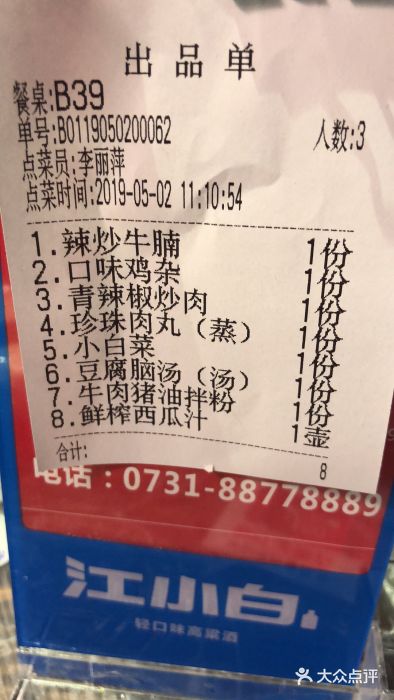 出品单
餐桌:B39
单号:B0119050200062 人数:3
点菜员:李丽萍
点菜时间:2019-05-02 11:10:54
1.辣炒牛腩 1份
2.口味鸡杂 1份
3.青辣椒炒肉 1份
4.珍珠肉丸(蒸) 1份
5.小白菜 1份
6.豆腐脑汤(汤) 1份
7.牛肉猪油拌粉 1份
8.鲜榨西瓜汁 1壶
合计: 8
电话:0731-88778889
江小白
轻口味高粱酒
大众点评